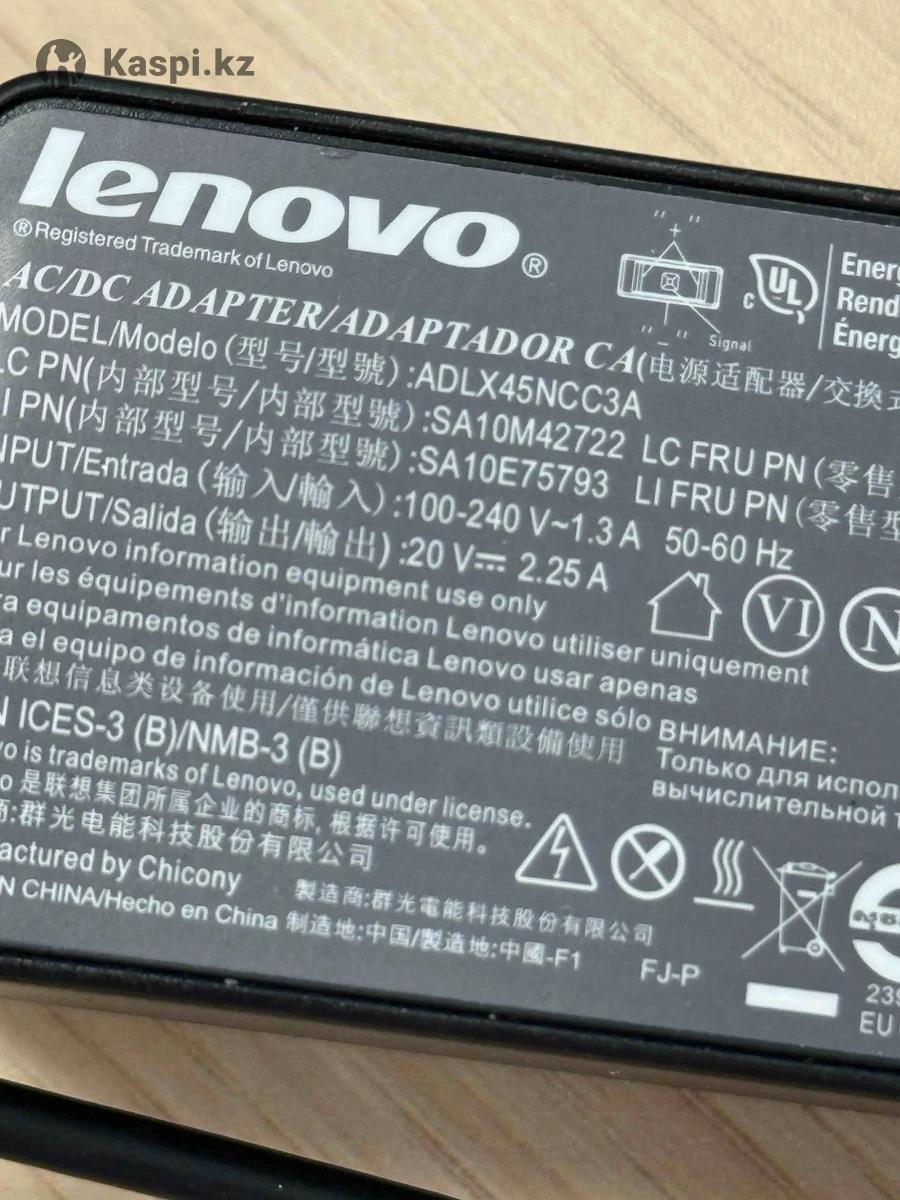 Kaspi.kz
lenovo®
® Registered Trademark of Lenovo
AC/DC ADAPTER/ADAPTADOR CA(电源适配器/交換式
MODEL/Modelo (型号/型號):ADLX45NCC3A
LC PN(内部型号/内部型號):SA10M42722 LC FRU PN (零售
LI PN(内部型号/内部型號):SA10E75793 LI FRU PN (零售型
INPUT/Entrada (输入/輸入):100-240 V~1.3 A 50-60 Hz
OUTPUT/Salida (输出/輸出):20 V⎓ 2.25 A
r Lenovo information equipment use only
ur les équipements d'information Lenovo utiliser uniquement
ra equipamentos de informática Lenovo usar apenas
a el equipo de información de Lenovo utilice sólo
联想信息类设备使用/僅供聯想資訊類設備使用
N ICES-3 (B)/NMB-3 (B)
vo is trademarks of Lenovo, used under license.
o 是联想集团所属企业的商标, 根据许可使用。
商:群光电能科技股份有限公司
actured by Chicony
製造商:群光電能科技股份有限公司
N CHINA/Hecho en China 制造地:中国/製造地:中國-F1
FJ-P
" "
+
" "
–
Signal
c UL
Energ
Rend
Énerg
VI
N
ВНИМАНИЕ:
Только для испол
вычислительной т
239
EU